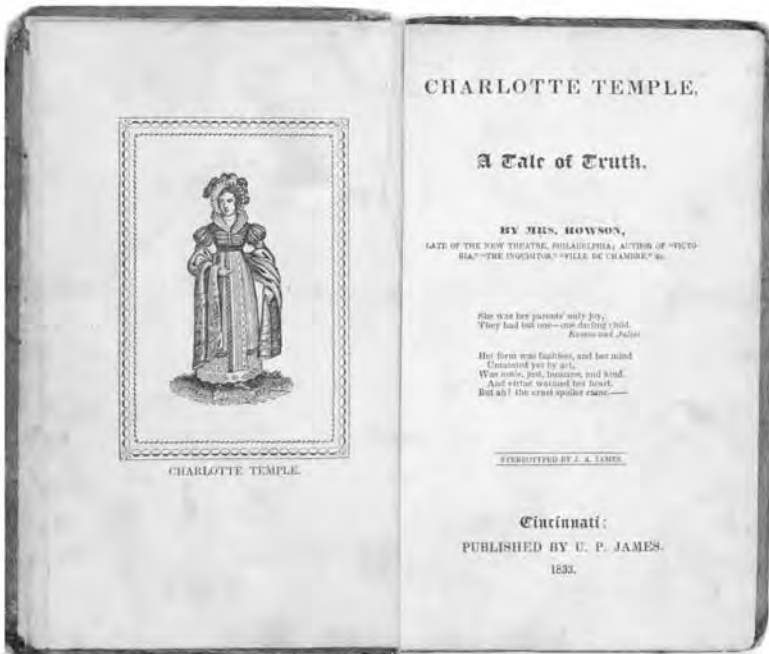 CHARLOTTE TEMPLE.
CHARLOTTE TEMPLE,
A Tale of Truth.
BY MRS. ROWSON,
LATE OF THE NEW THEATRE, PHILADELPHIA; AUTHOR OF "VICTO-
RIA," "THE INQUISITOR," "FILLE DE CHAMBRE," &c.
She was her parents' only joy,
They had but one—one darling child.
Romeo and Juliet
Her form was faultless, and her mind
Untainted yet by art,
Was noble, just, humane, and kind,
And virtue warmed her heart.
But ah! the cruel spoiler came.——
STEREOTYPED BY J. A. JAMES.
Cincinnati:
PUBLISHED BY U. P. JAMES.
1833.